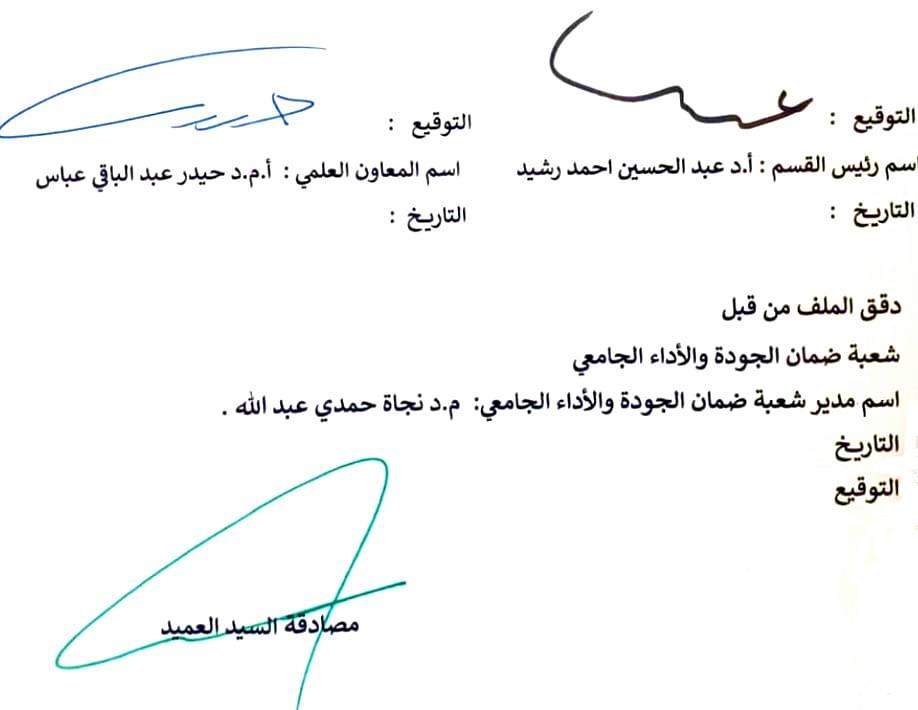 التوقيع :
اسم رئيس القسم : أ.د عبد الحسين احمد رشيد
التاريخ :
التوقيع :
اسم المعاون العلمي : أ.م.د حيدر عبد الباقي عباس
التاريخ :
دقق الملف من قبل
شعبة ضمان الجودة والأداء الجامعي
اسم مدير شعبة ضمان الجودة والأداء الجامعي: م.د نجاة حمدي عبد الله .
التاريخ
التوقيع
مصادقة السيد العميد